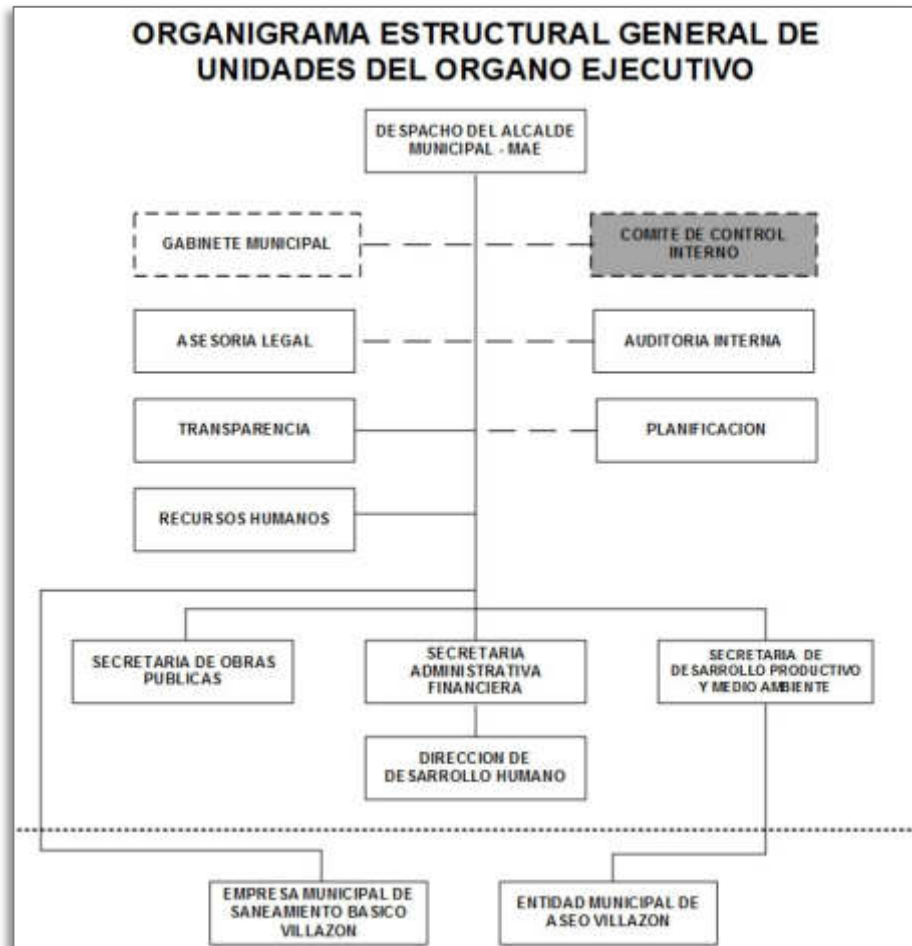 ORGANIGRAMA ESTRUCTURAL GENERAL DE
UNIDADES DEL ORGANO EJECUTIVO
DESPACHO DEL ALCALDE
MUNICIPAL - MAE
GABINETE MUNICIPAL
COMITE DE CONTROL
INTERNO
ASESORIA LEGAL
AUDITORIA INTERNA
TRANSPARENCIA
PLANIFICACION
RECURSOS HUMANOS
SECRETARIA DE OBRAS
PUBLICAS
SECRETARIA
ADMINISTRATIVA
FINANCIERA
SECRETARIA DE
DESARROLLO PRODUCTIVO
Y MEDIO AMBIENTE
DIRECCION DE
DESARROLLO HUMANO
EMPRESA MUNICIPAL DE
SANEAMIENTO BASICO
VILLAZON
ENTIDAD MUNICIPAL DE
ASEO VILLAZON